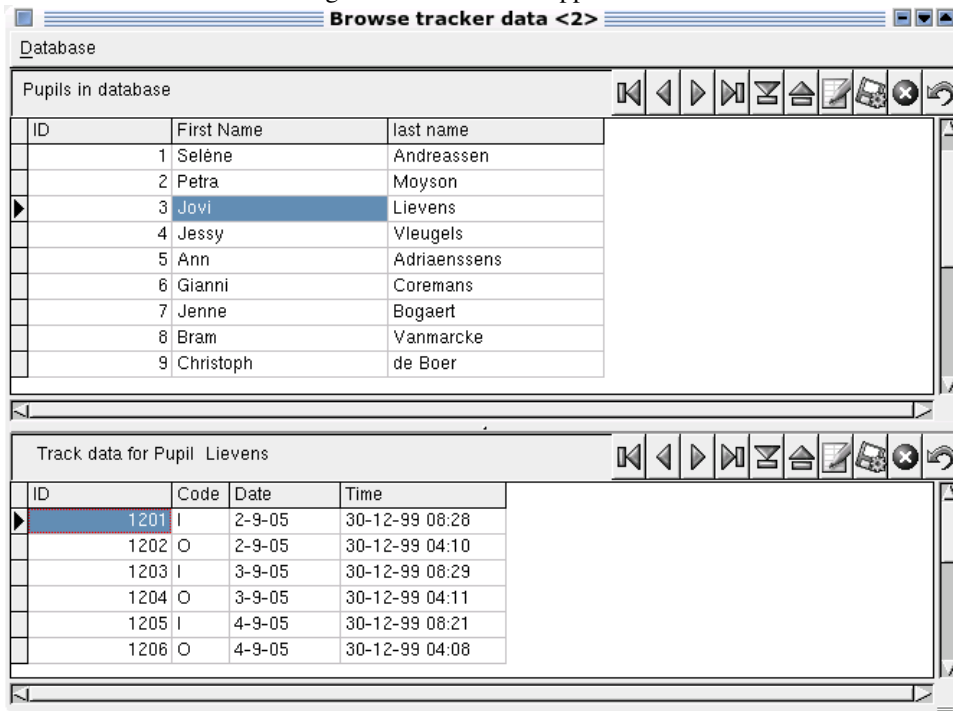 Browse tracker data <2>
Database
Pupils in database
ID First Name last name
1 Selène Andreassen
2 Petra Moyson
3 Jovi Lievens
4 Jessy Vleugels
5 Ann Adriaenssens
6 Gianni Coremans
7 Jenne Bogaert
8 Bram Vanmarcke
9 Christoph de Boer
Track data for Pupil Lievens
ID Code Date Time
1201 I 2-9-05 30-12-99 08:28
1202 O 2-9-05 30-12-99 04:10
1203 I 3-9-05 30-12-99 08:29
1204 O 3-9-05 30-12-99 04:11
1205 I 4-9-05 30-12-99 08:21
1206 O 4-9-05 30-12-99 04:08